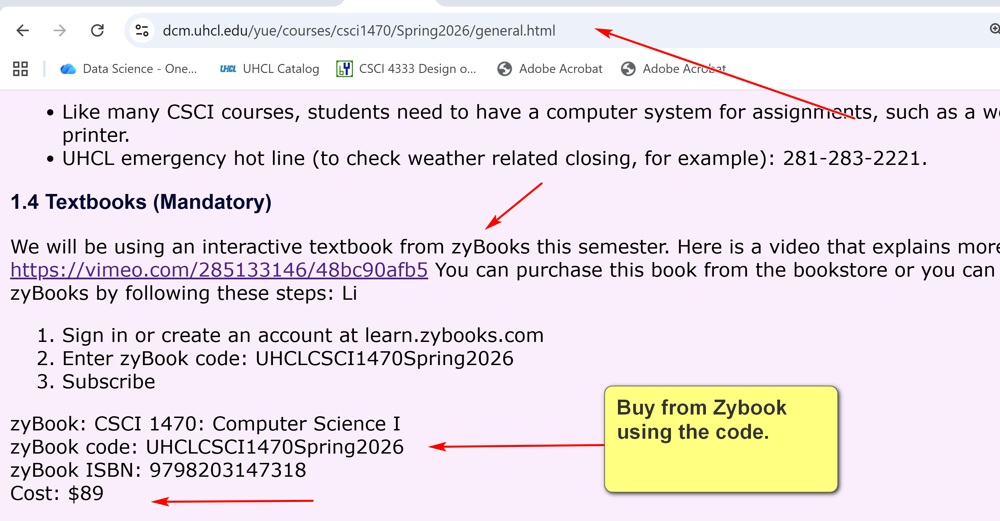 dcm.uhcl.edu/yue/courses/csci1470/Spring2026/general.html
Data Science - One... UHCL UHCL Catalog bY CSCI 4333 Design o... Adobe Acrobat Adobe Acrobat
• Like many CSCI courses, students need to have a computer system for assignments, such as a
printer.
• UHCL emergency hot line (to check weather related closing, for example): 281-283-2221.
1.4 Textbooks (Mandatory)
We will be using an interactive textbook from zyBooks this semester. Here is a video that explains more
https://vimeo.com/285133146/48bc90afb5 You can purchase this book from the bookstore or you can
zyBooks by following these steps: Li
1. Sign in or create an account at learn.zybooks.com
2. Enter zyBook code: UHCLCSCI1470Spring2026
3. Subscribe
zyBook: CSCI 1470: Computer Science I
zyBook code: UHCLCSCI1470Spring2026
zyBook ISBN: 9798203147318
Cost: $89
Buy from Zybook
using the code.